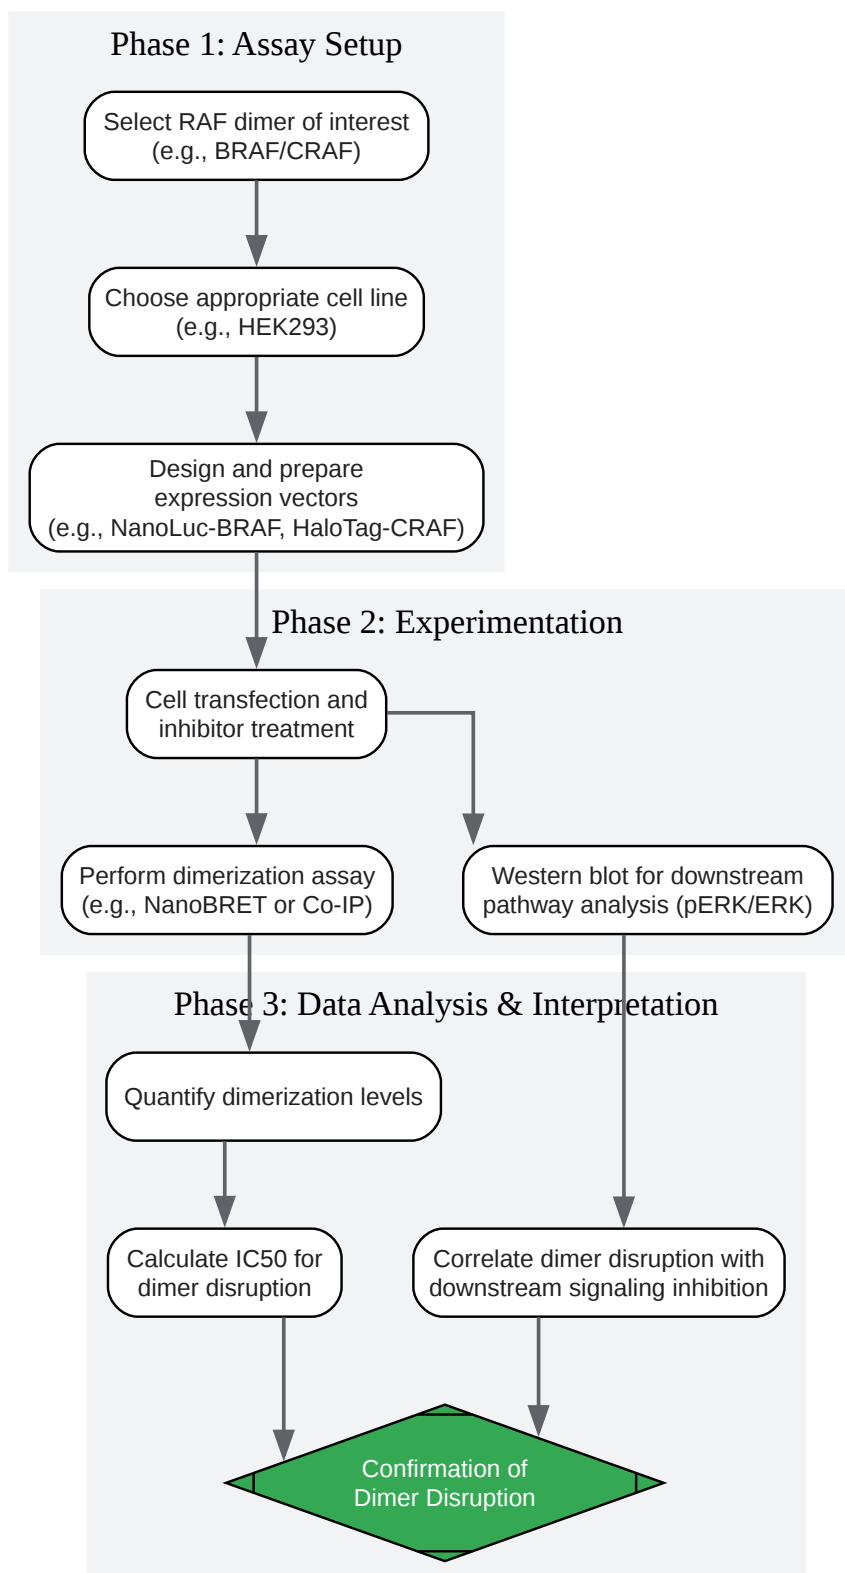 Phase 1: Assay Setup
Select RAF dimer of interest
(e.g., BRAF/CRAF)
Choose appropriate cell line
(e.g., HEK293)
Design and prepare
expression vectors
(e.g., NanoLuc-BRAF, HaloTag-CRAF)
Phase 2: Experimentation
Cell transfection and
inhibitor treatment
Perform dimerization assay
(e.g., NanoBRET or Co-IP)
Western blot for downstream
pathway analysis (pERK/ERK)
Phase 3: Data Analysis & Interpretation
Quantify dimerization levels
Calculate IC50 for
dimer disruption
Correlate dimer disruption with
downstream signaling inhibition
Confirmation of
Dimer Disruption